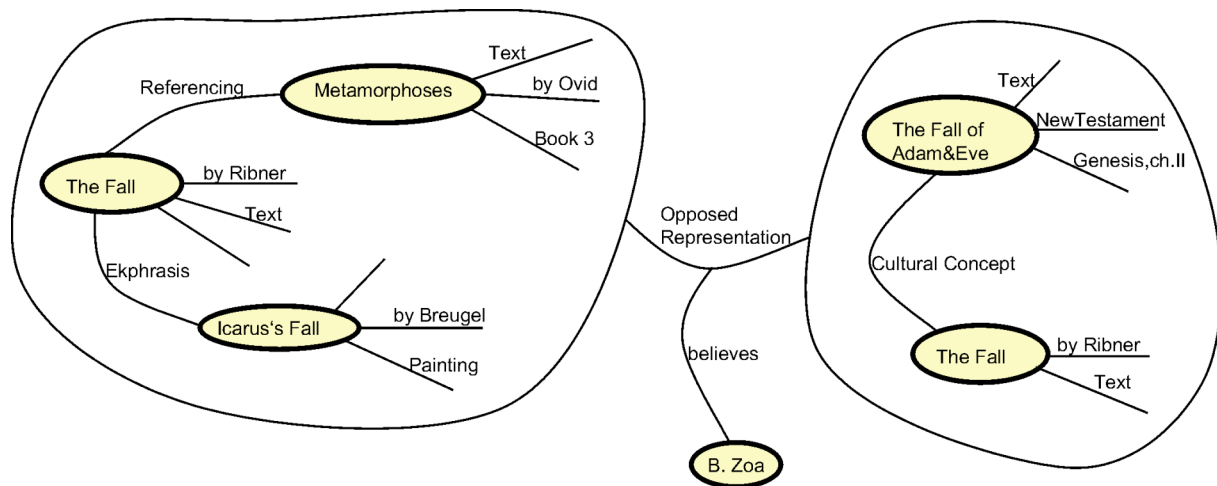 Text
Referencing
Metamorphoses
by Ovid
Book 3
The Fall
by Ribner
Text
Ekphrasis
Icarus‘s Fall
by Breugel
Painting
Opposed
Representation
believes
B. Zoa
Text
The Fall of
Adam&Eve
NewTestament
Genesis,ch.II
Cultural Concept
The Fall
by Ribner
Text